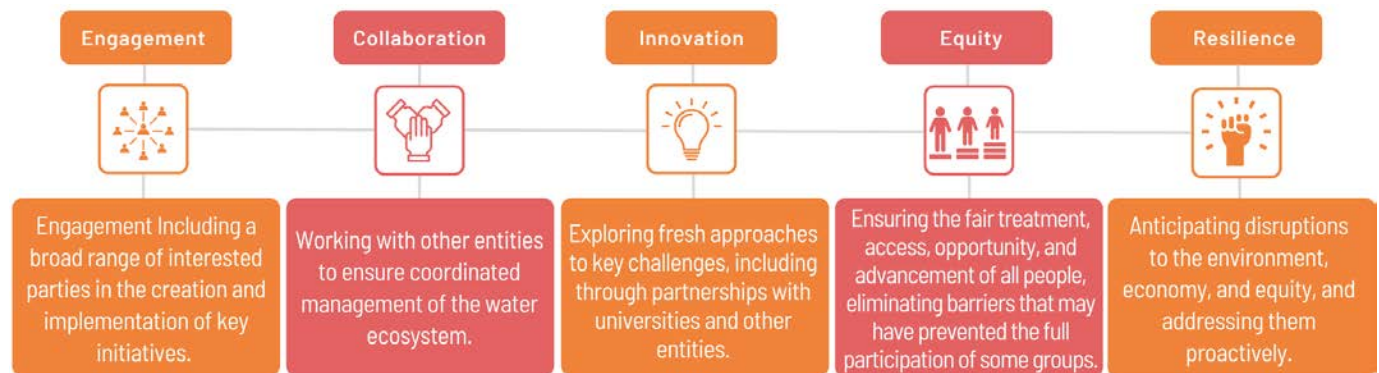 Engagement
Collaboration
Innovation
Equity
Resilience
Engagement Including a
broad range of interested
parties in the creation and
implementation of key
initiatives.
Working with other entities
to ensure coordinated
management of the water
ecosystem.
Exploring fresh approaches
to key challenges, including
through partnerships with
universities and other
entities.
Ensuring the fair treatment,
access, opportunity, and
advancement of all people,
eliminating barriers that may
have prevented the full
participation of some groups.
Anticipating disruptions
to the environment,
economy, and equity, and
addressing them
proactively.